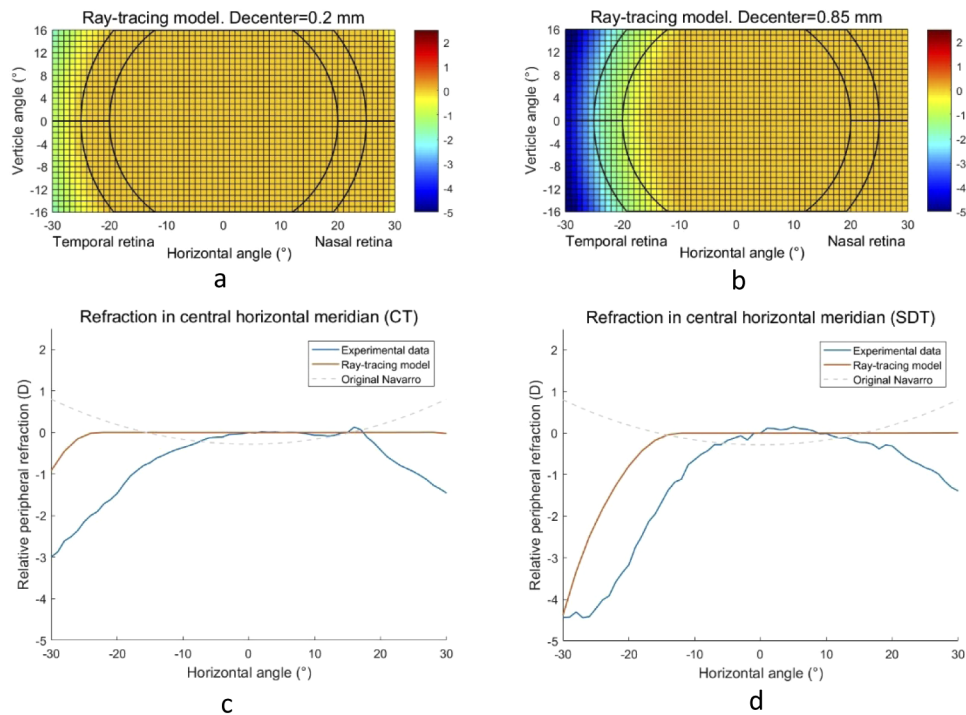 Ray-tracing model. Decenter=0.2 mm
Verticle angle (°)
16
12
8
4
0
-4
-8
-12
-16
-30 -20 -10 0 10 20 30
Temporal retina Nasal retina
Horizontal angle (°)
2
1
0
-1
-2
-3
-4
-5
a
Ray-tracing model. Decenter=0.85 mm
Verticle angle (°)
16
12
8
4
0
-4
-8
-12
-16
-30 -20 -10 0 10 20 30
Temporal retina Nasal retina
Horizontal angle (°)
2
1
0
-1
-2
-3
-4
-5
b
Refraction in central horizontal meridian (CT)
Relative peripheral refraction (D)
2
1
0
-1
-2
-3
-4
-5
Experimental data
Ray-tracing model
Original Navarro
-30 -20 -10 0 10 20 30
Horizontal angle (°)
c
Refraction in central horizontal meridian (SDT)
Relative peripheral refraction (D)
2
1
0
-1
-2
-3
-4
-5
Experimental data
Ray-tracing model
Original Navarro
-30 -20 -10 0 10 20 30
Horizontal angle (°)
d